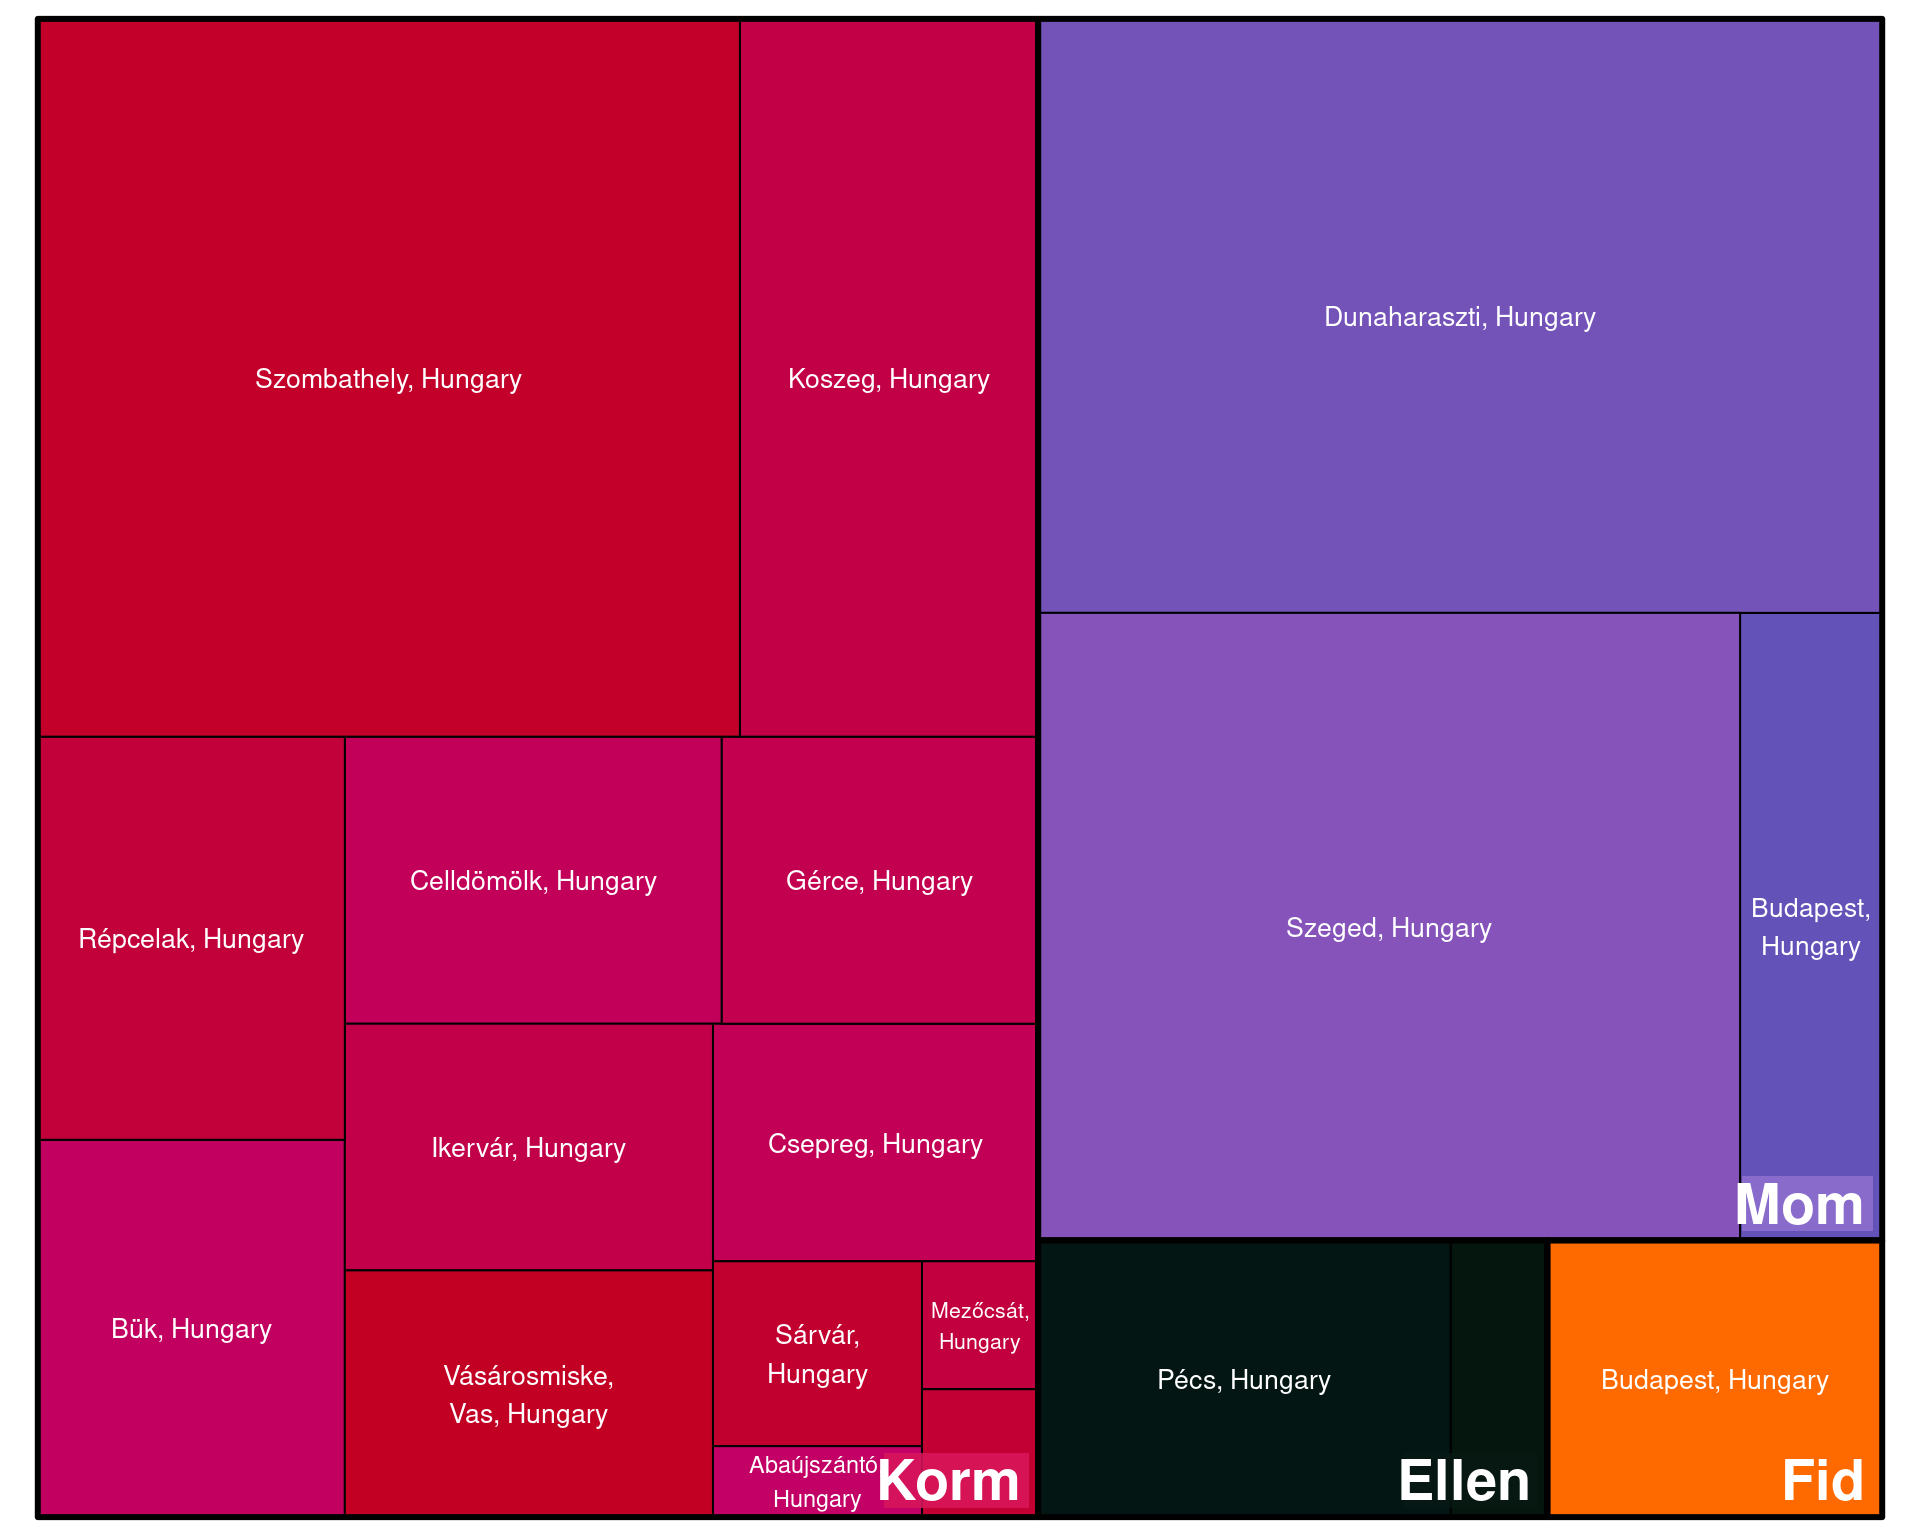 Szombathely, Hungary
Koszeg, Hungary
Dunaharaszti, Hungary
Répcelak, Hungary
Celldömölk, Hungary
Gérce, Hungary
Szeged, Hungary
Budapest,
Hungary
Mom
Bük, Hungary
Ikervár, Hungary
Csepreg, Hungary
Vásárosmiske,
Vas, Hungary
Sárvár,
Hungary
Mezőcsát,
Hungary
Abaújszántó
Hungary
Korm
Pécs, Hungary
Ellen
Budapest, Hungary
Fid